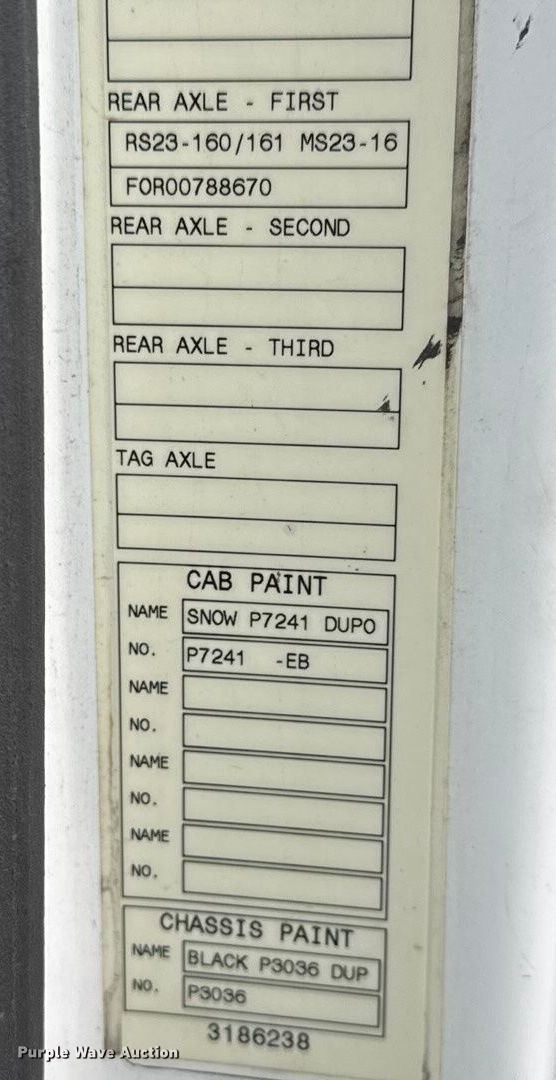 REAR AXLE - FIRST
RS23-160/161 MS23-16
FOR00788670
REAR AXLE - SECOND
REAR AXLE - THIRD
TAG AXLE
CAB PAINT
NAME SNOW P7241 DUPO
NO. P7241 -EB
NAME
NO.
NAME
NO.
NAME
NO.
CHASSIS PAINT
NAME BLACK P3036 DUP
NO. P3036
3186238
Purple Wave Auction